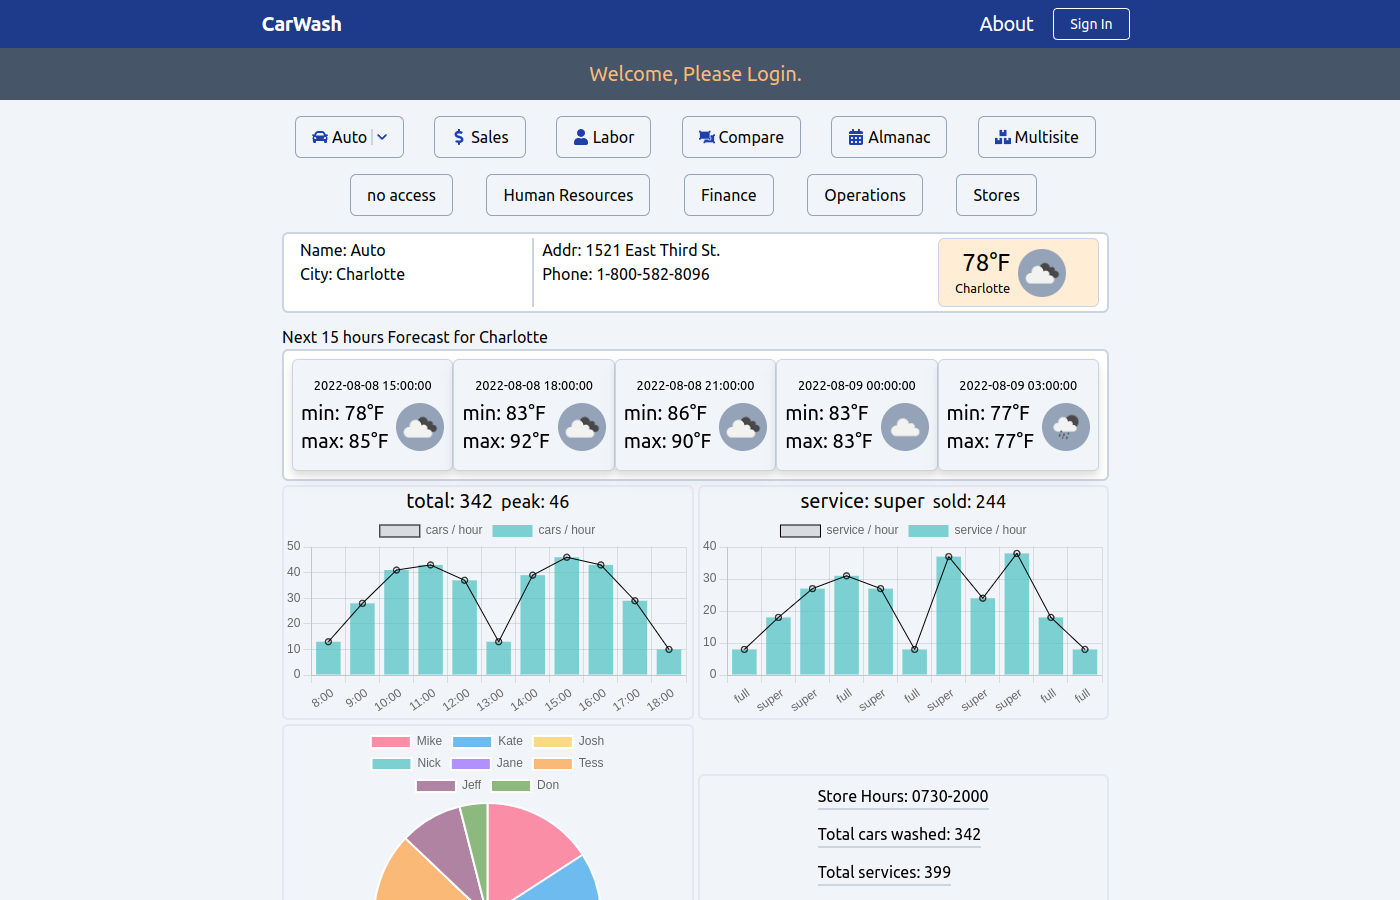 CarWash About Sign In
Welcome, Please Login.
Auto Sales Labor Compare Almanac Multisite
no access Human Resources Finance Operations Stores
Name: Auto
City: Charlotte
Addr: 1521 East Third St.
Phone: 1-800-582-8096
78°F
Charlotte
Next 15 hours Forecast for Charlotte
2022-08-08 15:00:00
min: 78°F
max: 85°F
2022-08-08 18:00:00
min: 83°F
max: 92°F
2022-08-08 21:00:00
min: 86°F
max: 90°F
2022-08-09 00:00:00
min: 83°F
max: 83°F
2022-08-09 03:00:00
min: 77°F
max: 77°F
total: 342 peak: 46
cars / hour cars / hour
50
40
30
20
10
0
8:00 9:00 10:00 11:00 12:00 13:00 14:00 15:00 16:00 17:00 18:00
service: super sold: 244
service / hour service / hour
40
30
20
10
0
full super super full super full super super super full full
Mike Kate Josh
Nick Jane Tess
Jeff Don
Store Hours: 0730-2000
Total cars washed: 342
Total services: 399